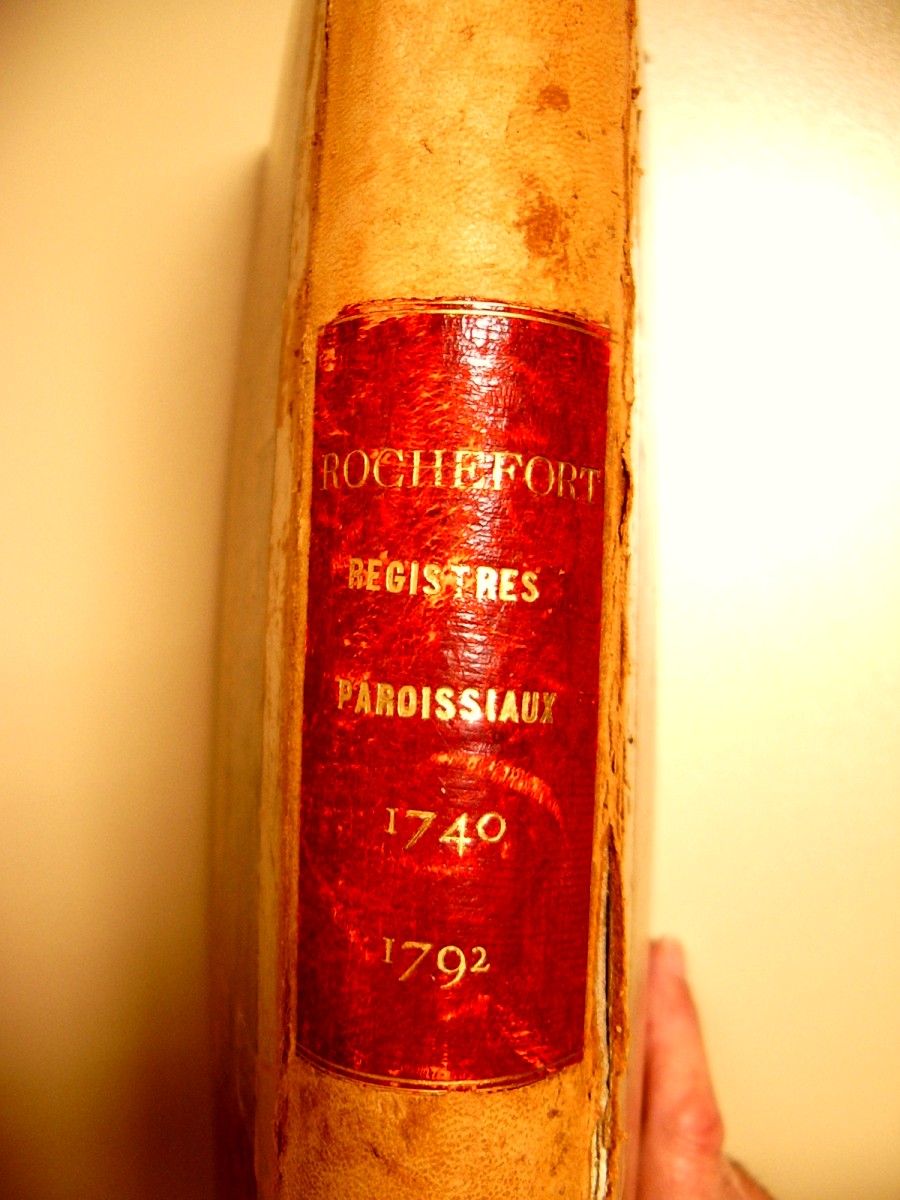 ROCHEFORT
REGISTRES
PAROISSIAUX
1740
1792